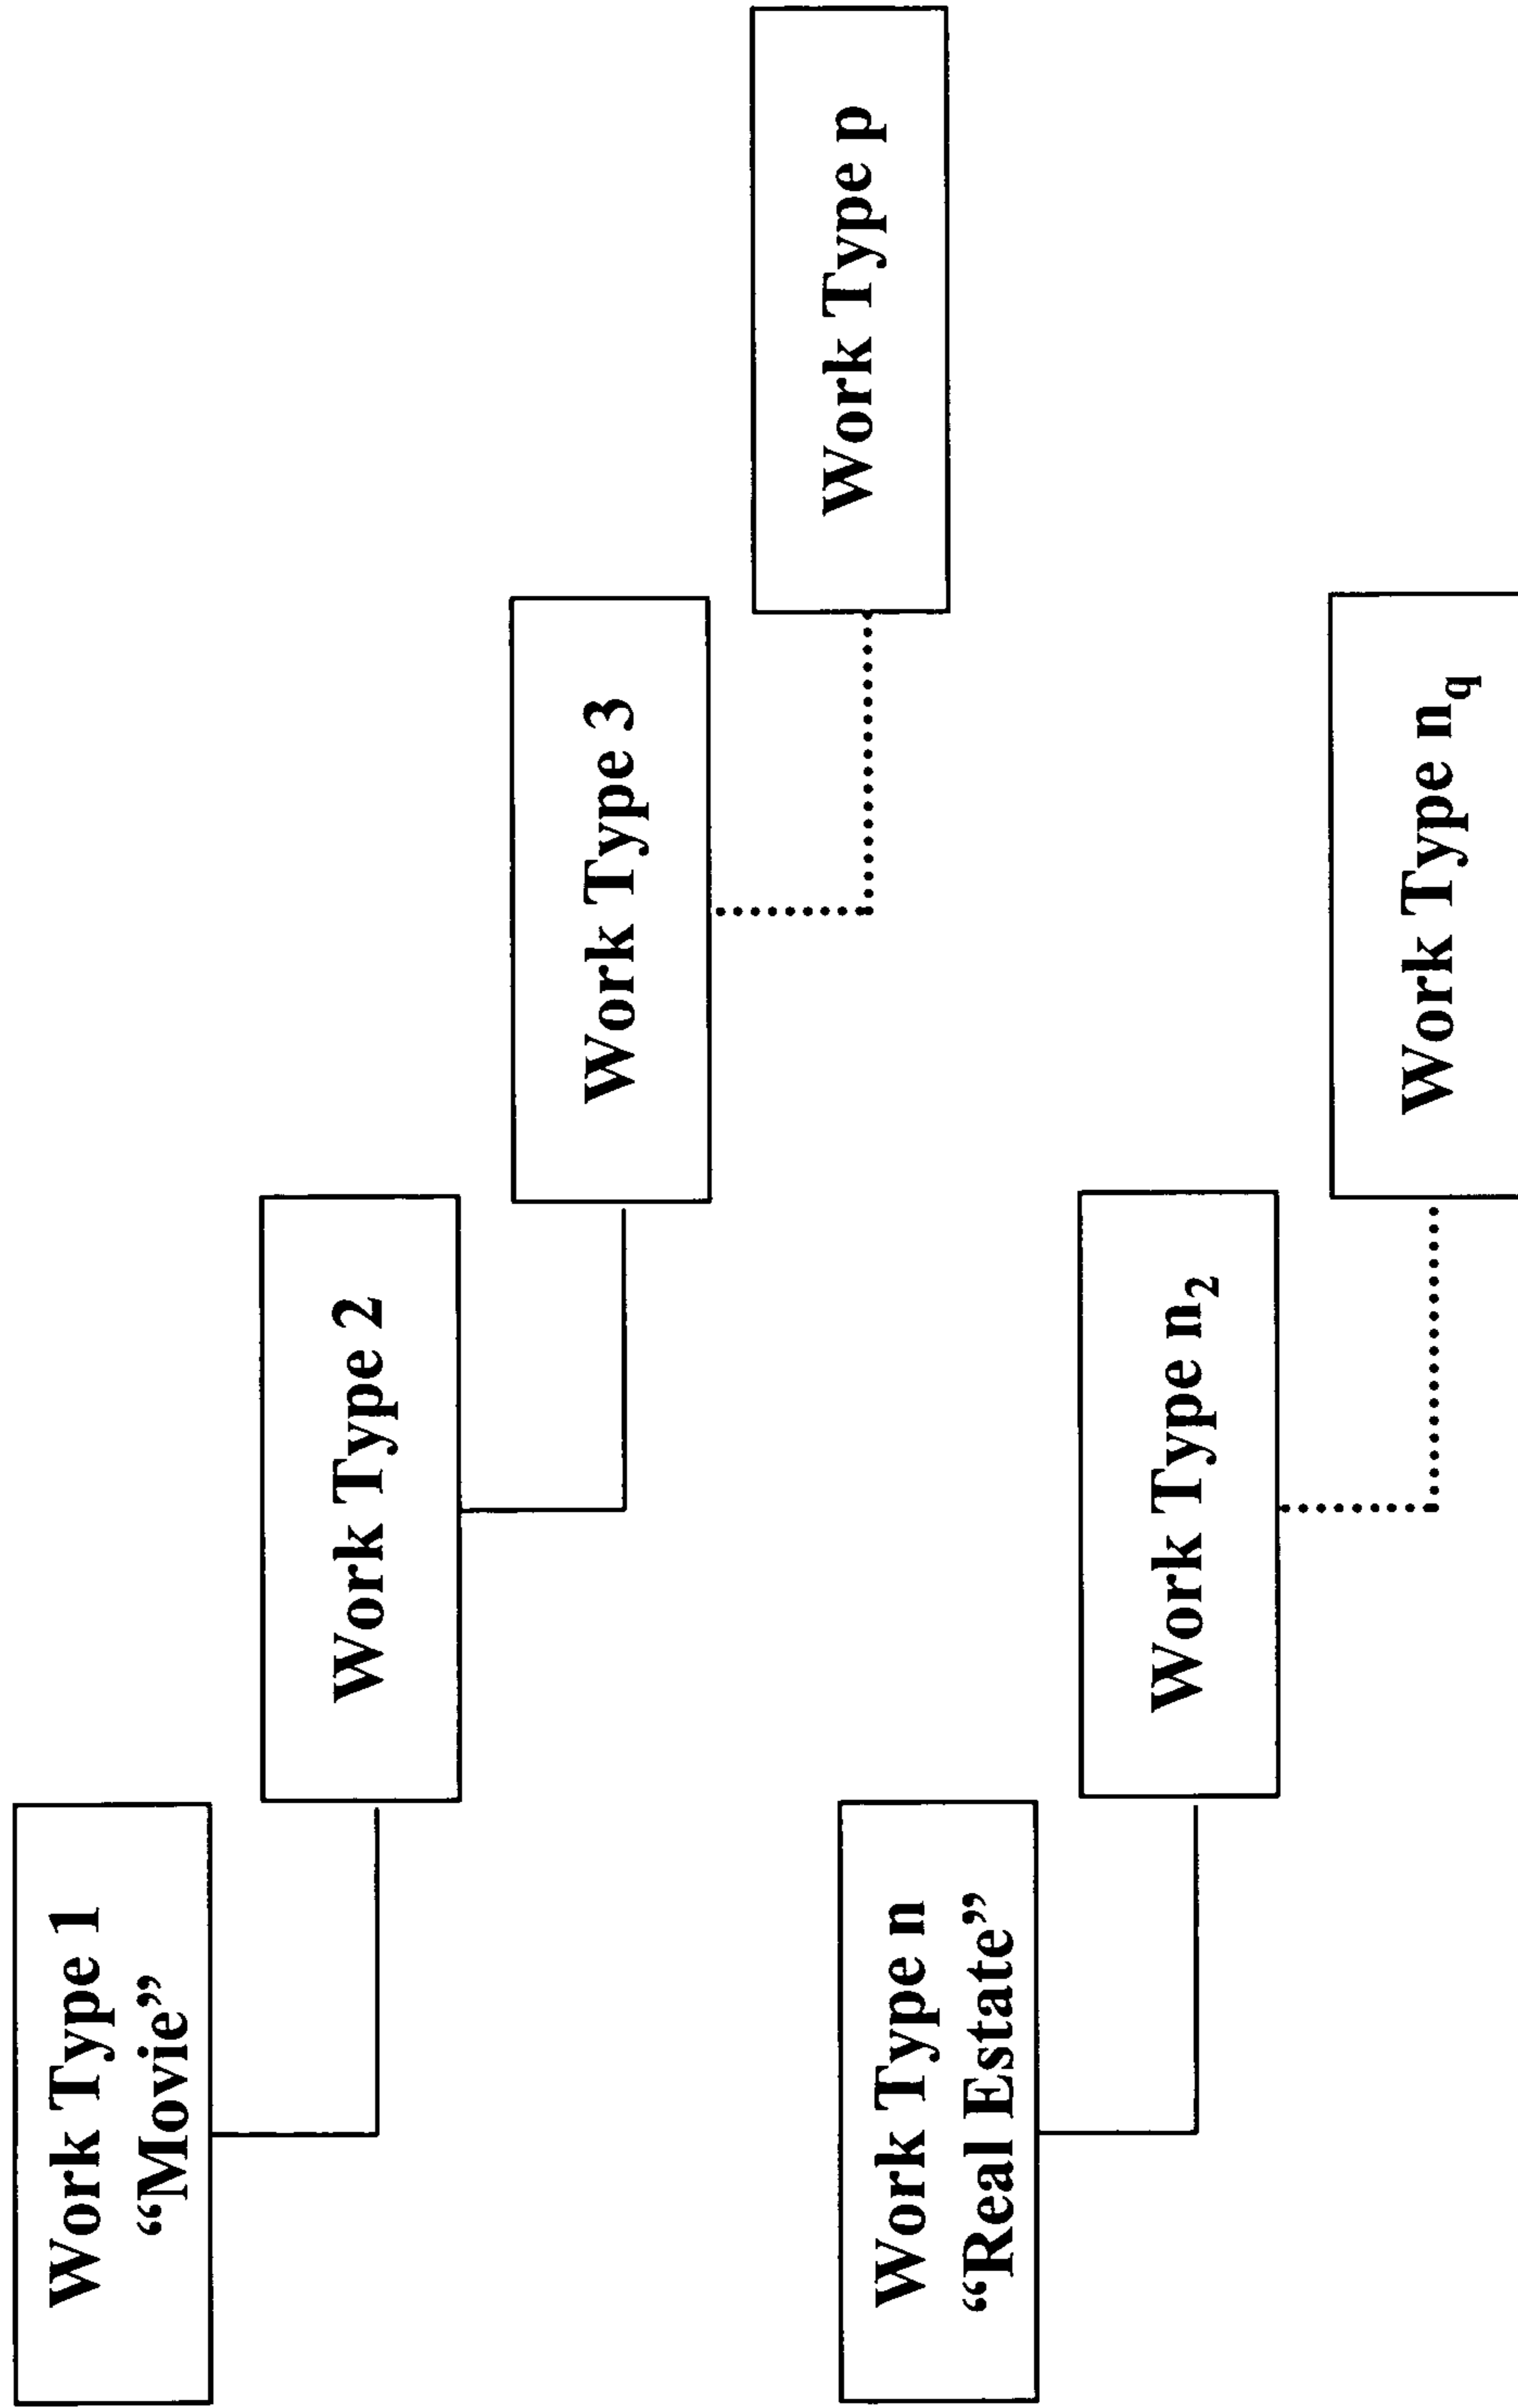 Work Type 1
“Movie”
Work Type 2
Work Type 3
Work Type p
Work Type n
“Real Estate”
Work Type n₂
Work Type n_q